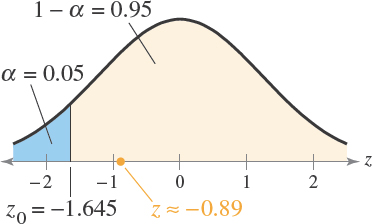 1 − α = 0.95
α = 0.05
z
−2 −1 0 1 2
z₀ = −1.645 z ≈ −0.89